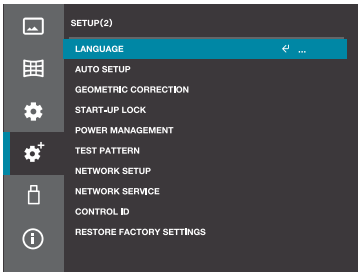 SETUP(2)
LANGUAGE ...
AUTO SETUP
GEOMETRIC CORRECTION
START-UP LOCK
POWER MANAGEMENT
TEST PATTERN
NETWORK SETUP
NETWORK SERVICE
CONTROL ID
RESTORE FACTORY SETTINGS